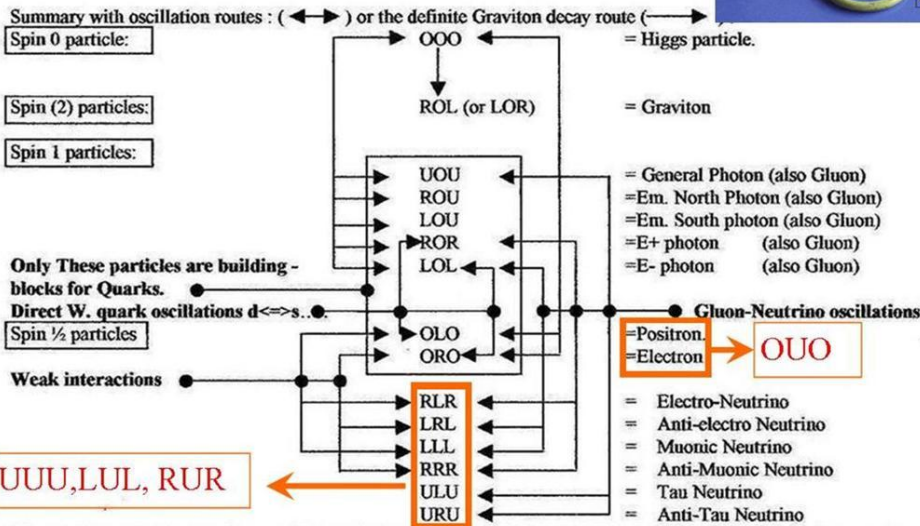 Summary with oscillation routes : ( ◄─► ) or the definite Graviton decay route (──►
Spin 0 particle: OOO = Higgs particle.
Spin (2) particles: ROL (or LOR) = Graviton
Spin 1 particles:
UOU = General Photon (also Gluon)
ROU =Em. North Photon (also Gluon)
LOU =Em. South photon (also Gluon)
ROR =E+ photon (also Gluon)
LOL =E- photon (also Gluon)
Only These particles are building -
blocks for Quarks.
Direct W. quark oscillations d<=>s.... Gluon-Neutrino oscillations
Spin ½ particles OLO =Positron.
ORO =Electron OUO
Weak interactions
RLR = Electro-Neutrino
LRL = Anti-electro Neutrino
LLL = Muonic Neutrino
RRR = Anti-Muonic Neutrino
UUU,LUL, RUR
ULU = Tau Neutrino
URU = Anti-Tau Neutrino